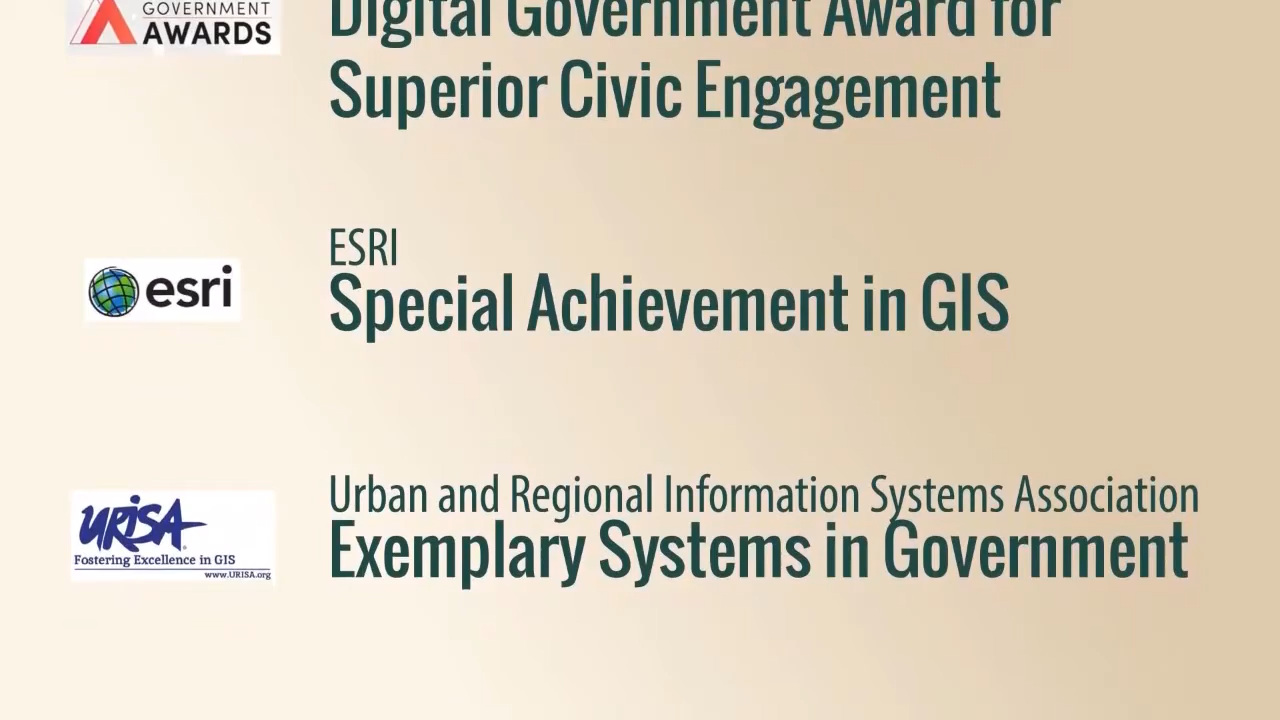 GOVERNMENT
AWARDS
Digital Government Award for
Superior Civic Engagement
esri
ESRI
Special Achievement in GIS
URISA
Fostering Excellence in GIS
www.URISA.org
Urban and Regional Information Systems Association
Exemplary Systems in Government